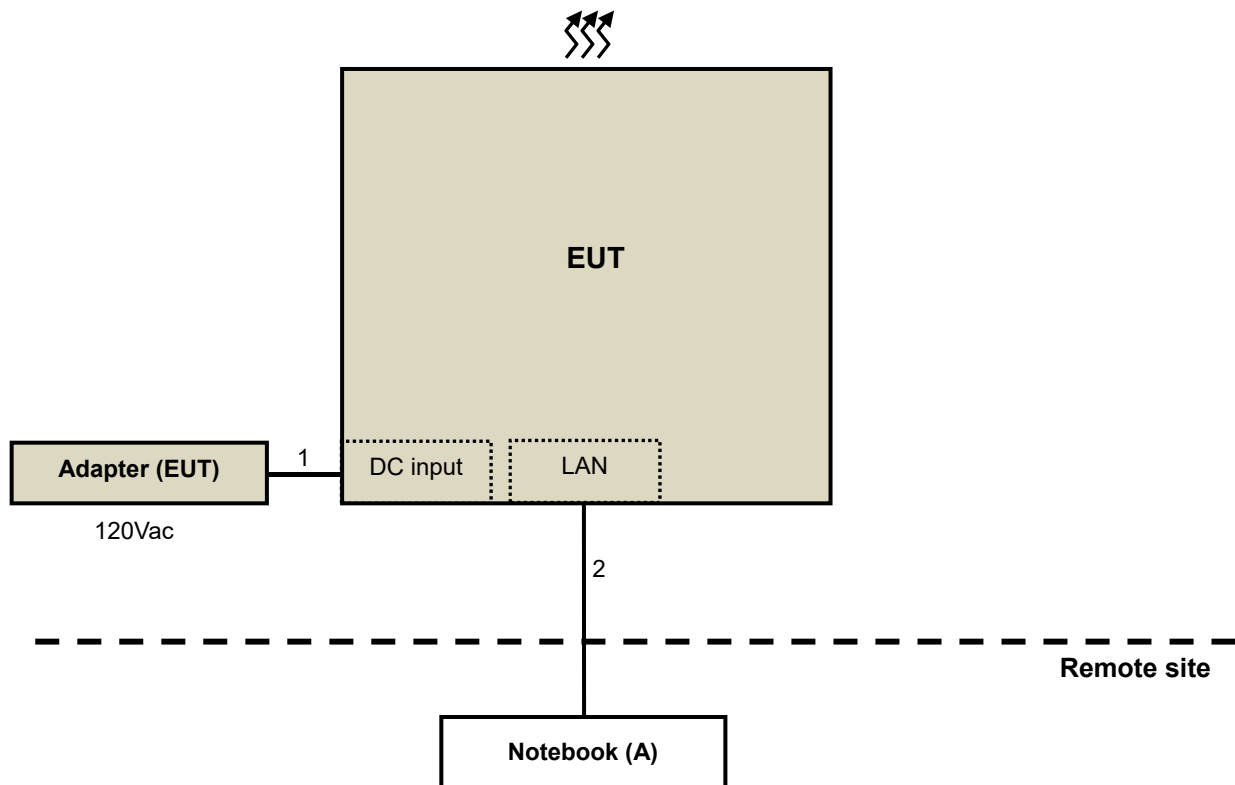 EUT
Adapter (EUT)
1
DC input
LAN
120Vac
2
Remote site
Notebook (A)